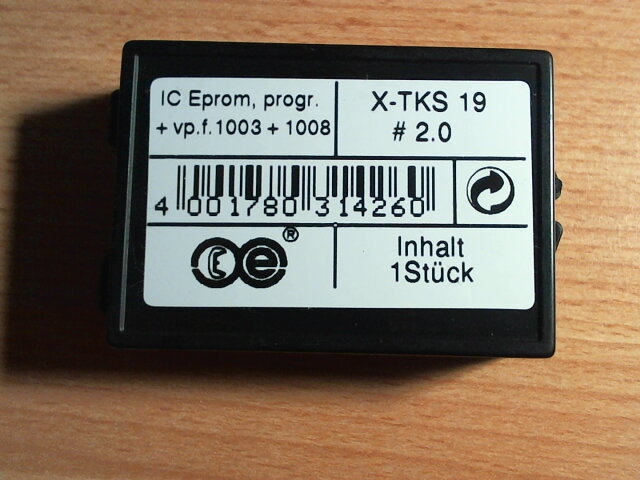 IC Eprom, progr.
+ vp.f.1003 + 1008
X-TKS 19
# 2.0
4 001780 314260
e®
Inhalt
1Stück